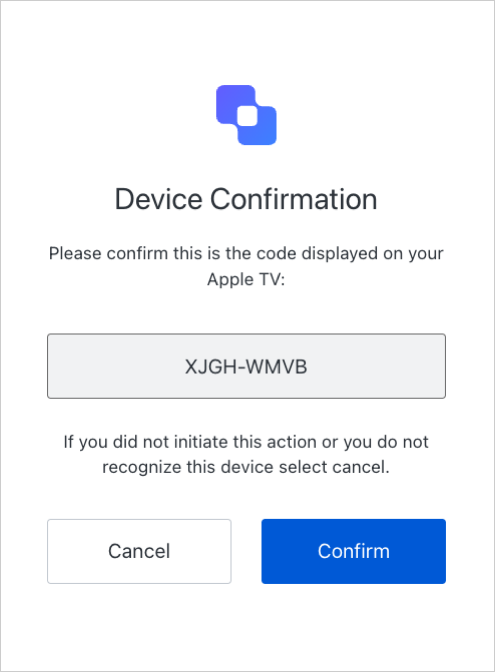 Device Confirmation
Please confirm this is the code displayed on your
Apple TV:
XJGH-WMVB
If you did not initiate this action or you do not
recognize this device select cancel.
Cancel
Confirm